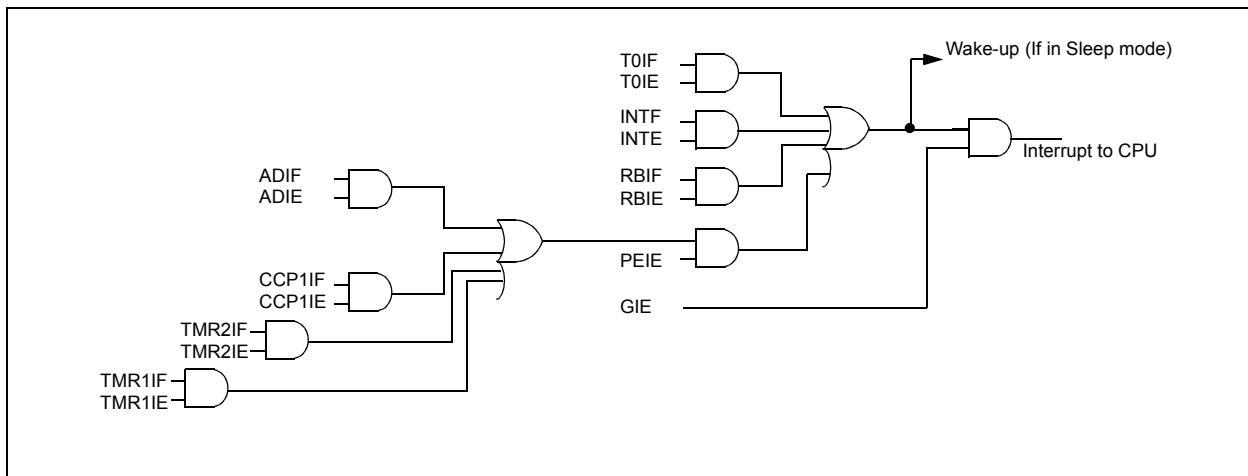 Wake-up (If in Sleep mode)
T0IF
T0IE
INTF
INTE
Interrupt to CPU
RBIF
RBIE
ADIF
ADIE
PEIE
CCP1IF
CCP1IE
GIE
TMR2IF
TMR2IE
TMR1IF
TMR1IE